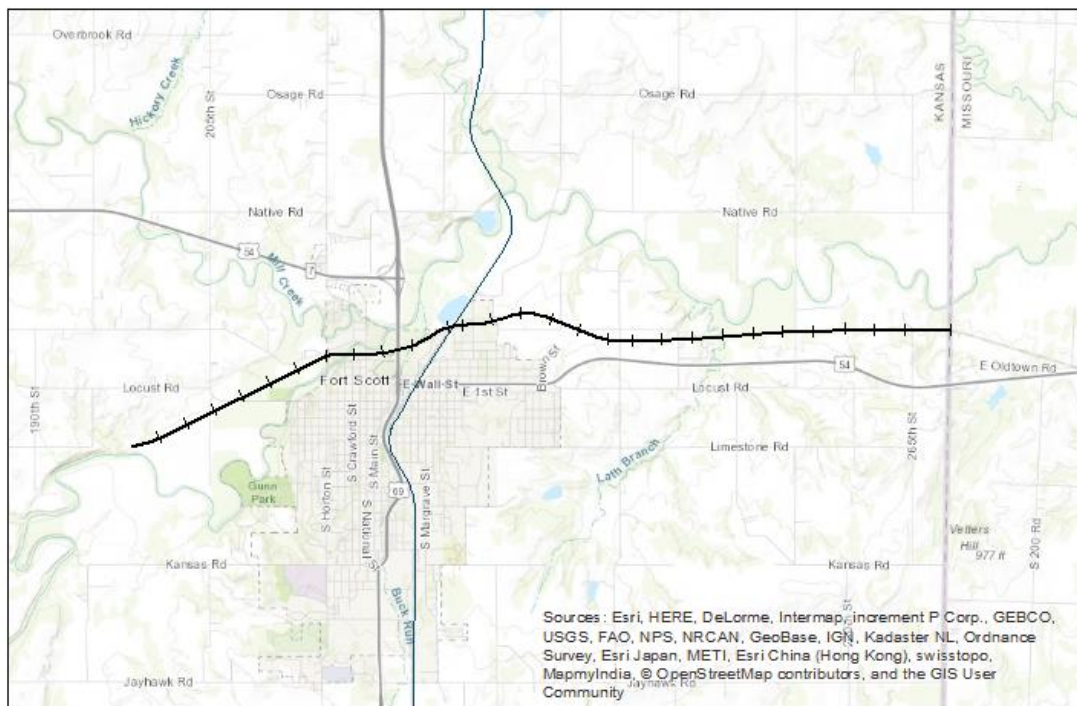 Overbrook Rd
Hickory Creek
205th St
Osage Rd
Osage Rd
KANSAS
MISSOURI
Native Rd
Native Rd
54
7
Mill Creek
190th St
Locust Rd
Fort Scott
E Wall St
E 1st St
Brown St
Locust Rd
54
E Oldtown Rd
265th St
Limestone Rd
Lath Branch
Gunn
Park
S Horton St
S Crawford St
S Main St
S National
69
S Margrave St
Kansas Rd
Kansas Rd
Buck Run
Vetters
Hill
977 ft
S 200 Rd
Jayhawk Rd
Jayhawk Rd
Sources: Esri, HERE, DeLorme, Intermap, increment P Corp., GEBCO,
USGS, FAO, NPS, NRCAN, GeoBase, IGN, Kadaster NL, Ordnance
Survey, Esri Japan, METI, Esri China (Hong Kong), swisstopo,
MapmyIndia, © OpenStreetMap contributors, and the GIS User
Community